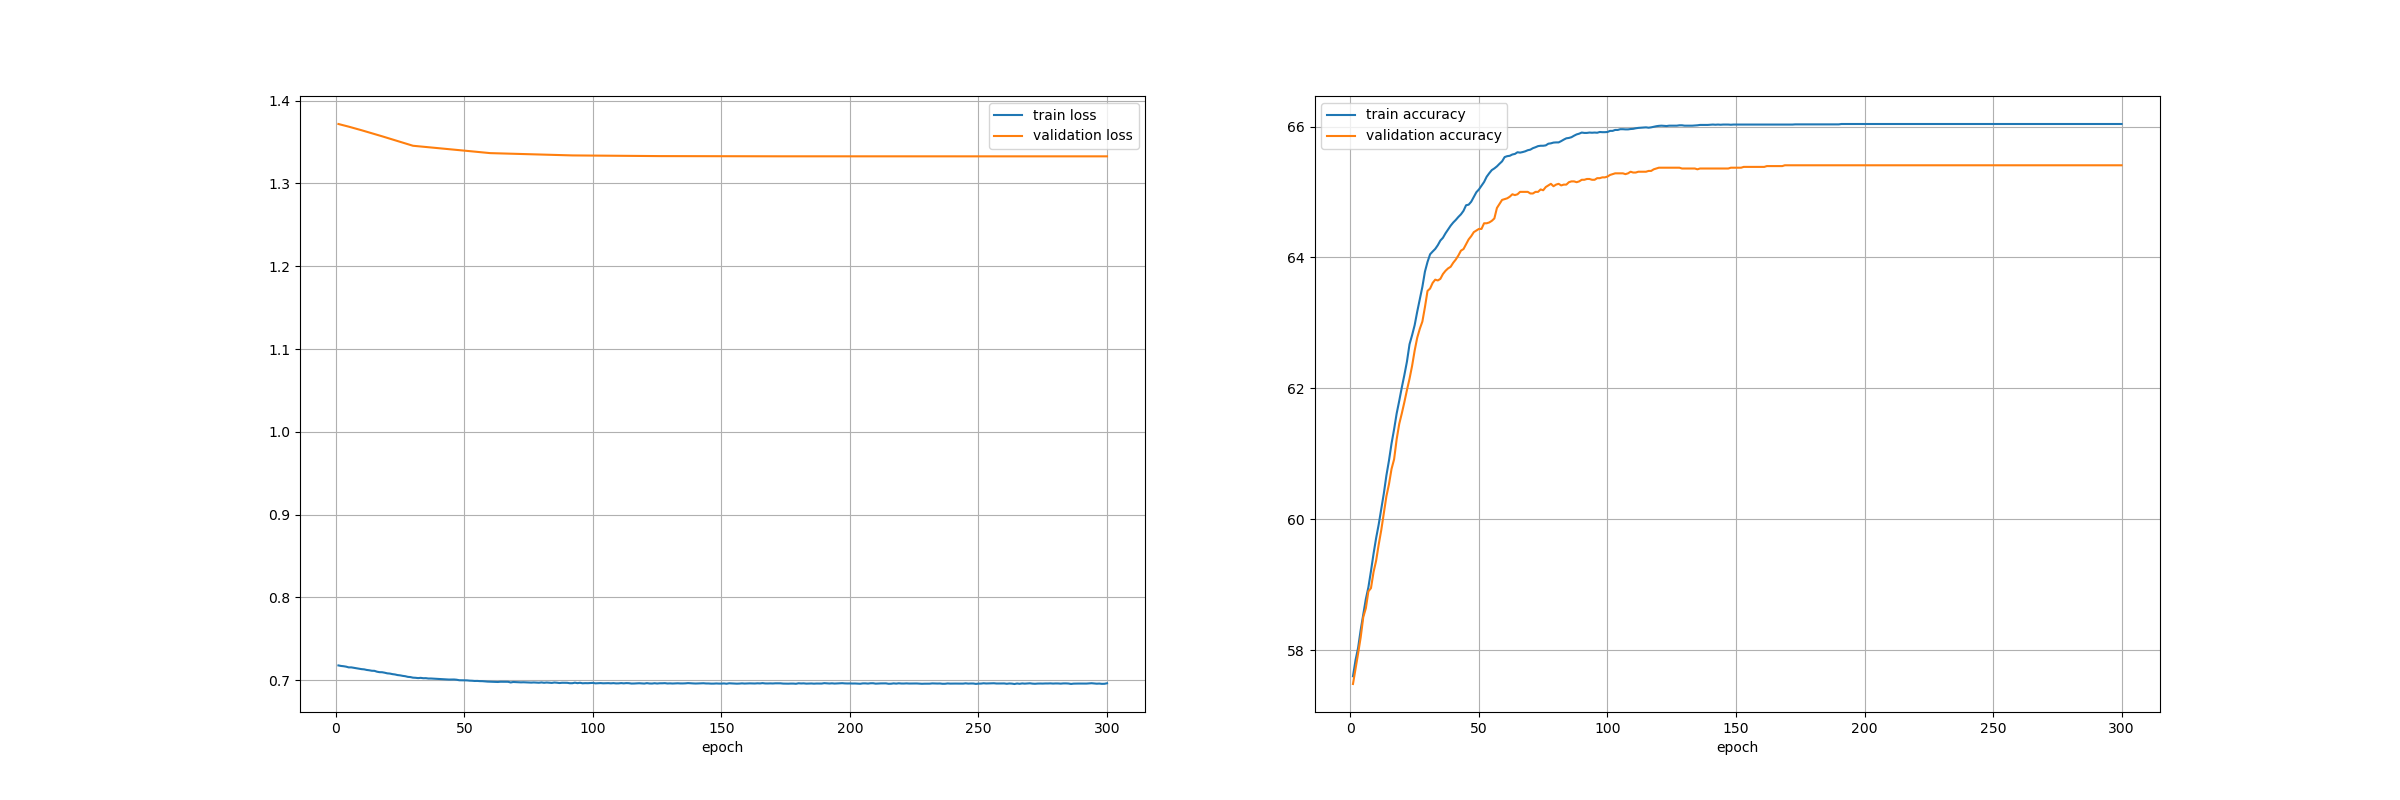 train loss
validation loss
1.4
1.3
1.2
1.1
1.0
0.9
0.8
0.7
0 50 100 150 200 250 300
epoch
train accuracy
validation accuracy
66
64
62
60
58
0 50 100 150 200 250 300
epoch